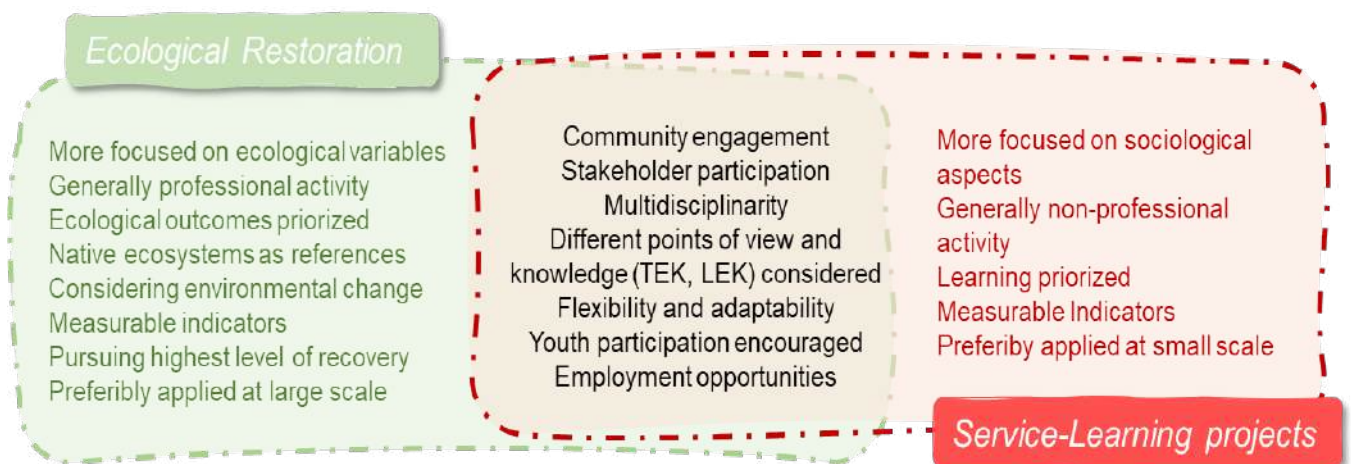 Ecological Restoration
More focused on ecological variables
Generally professional activity
Ecological outcomes priorized
Native ecosystems as references
Considering environmental change
Measurable indicators
Pursuing highest level of recovery
Preferibly applied at large scale
Community engagement
Stakeholder participation
Multidisciplinarity
Different points of view and
knowledge (TEK, LEK) considered
Flexibility and adaptability
Youth participation encouraged
Employment opportunities
More focused on sociological
aspects
Generally non-professional
activity
Learning priorized
Measurable Indicators
Preferiby applied at small scale
Service-Learning projects